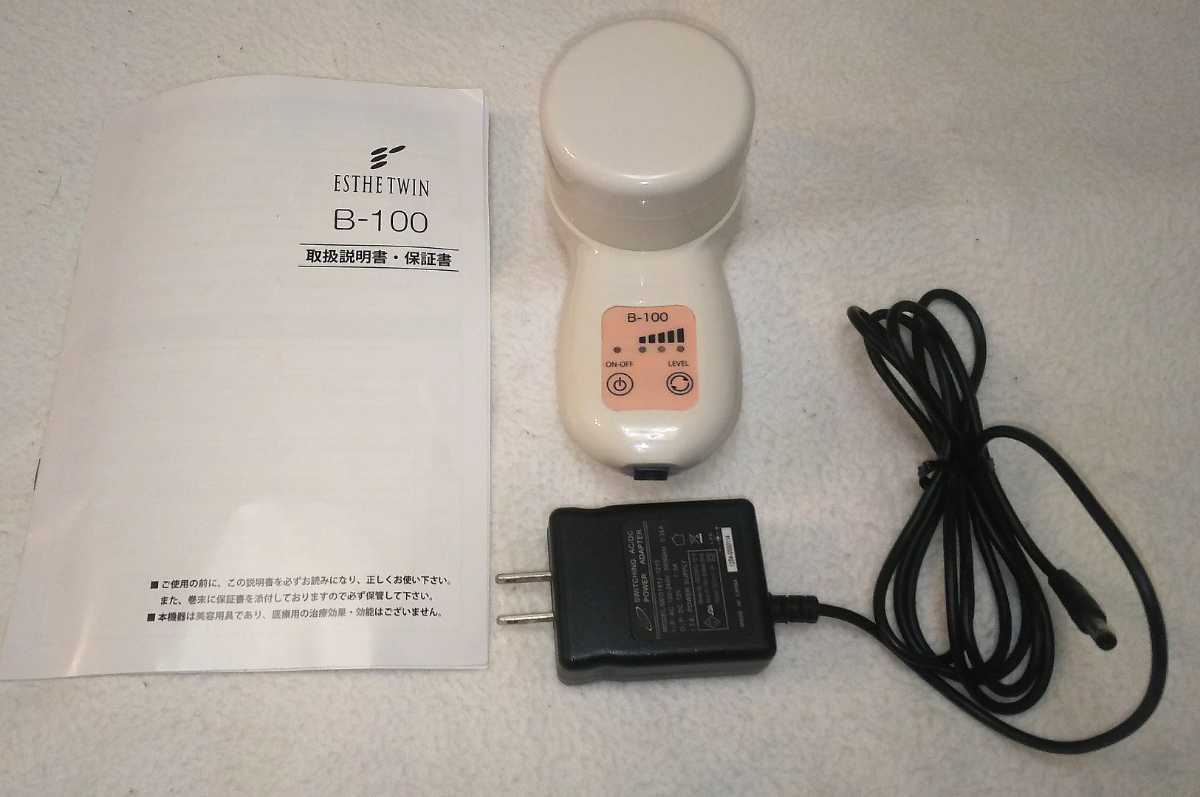 ESTHE TWIN
B-100
取扱説明書・保証書
■ご使用の前に、この説明書を必ずお読みになり、正しくお使い下さい。
また、巻末に保証書を添付しておりますので必ず保管して下さい。
■本機器は美容用具であり、医療用の治療効果・効能はございません。
B-100
ON-OFF
LEVEL
SWITCHING AC/DC
POWER ADAPTER